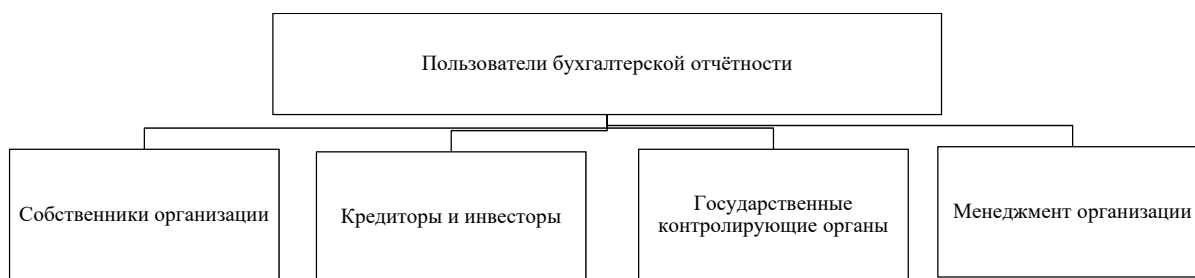 Пользователи бухгалтерской отчётности
Собственники организации
Кредиторы и инвесторы
Государственные
контролирующие органы
Менеджмент организации